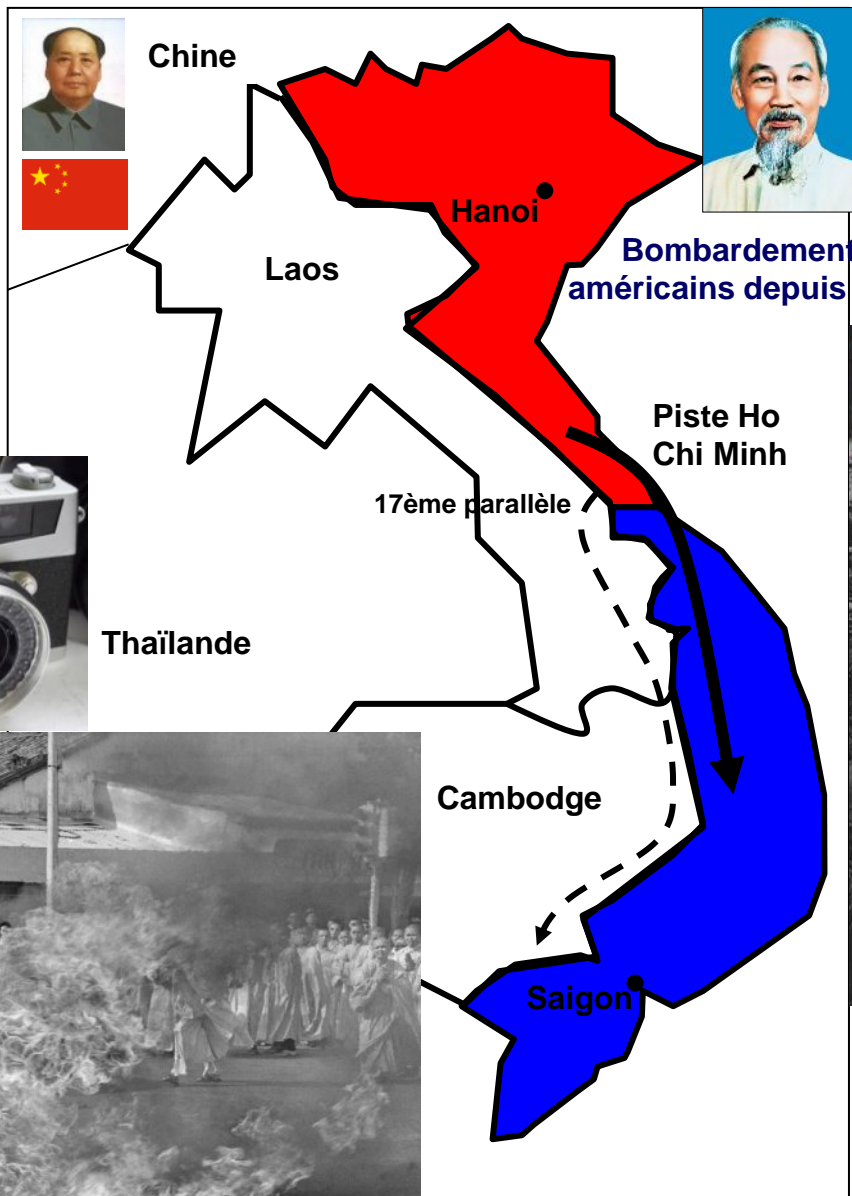 Chine
Hanoi
Laos
Bombardement
américains depuis
Piste Ho
Chi Minh
17ème parallèle
Thaïlande
Cambodge
Saigon